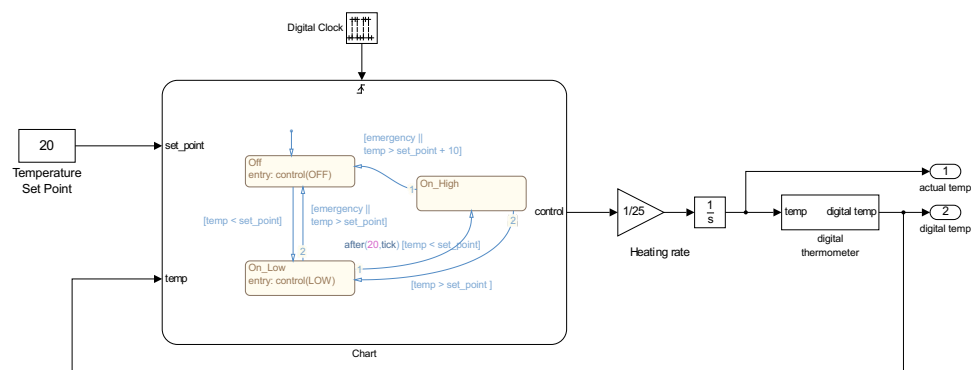 Digital Clock
20
Temperature
Set Point
set_point
temp
[emergency ||
temp > set_point + 10]
Off
entry: control(OFF)
On_High
1
2
[temp < set_point]
[emergency ||
temp > set_point]
2
after(20,tick) [temp < set_point]
On_Low
entry: control(LOW)
1
[temp > set_point ]
control
Chart
1/25
Heating rate
1
s
temp
digital temp
digital
thermometer
1
actual temp
2
digital temp